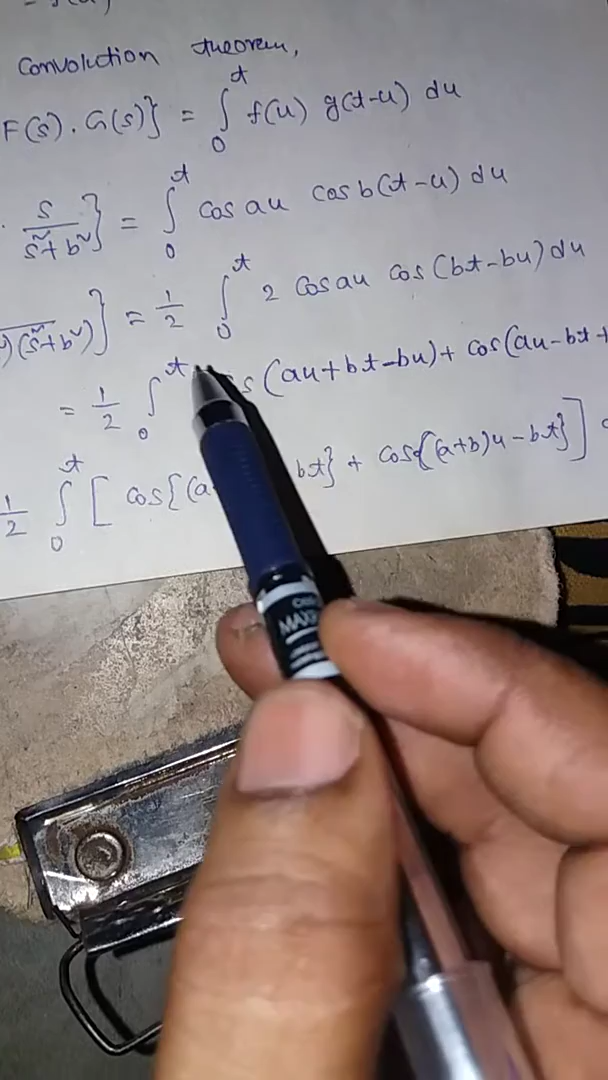 Convolution theorem,
F(s).G(s)} = ∫₀ᵗ f(u) g(t-u) du
s/(s²+b²)} = ∫₀ᵗ cos au cos b(t-u) du
)(s²+b²)} = 1/2 ∫₀ᵗ 2 cos au cos(bt-bu) du
= 1/2 ∫₀ᵗ (au+bt-bu) + cos(au-bt+
1/2 ∫₀ᵗ [ cos{(a bt} + cos{(a+b)u-bt}]